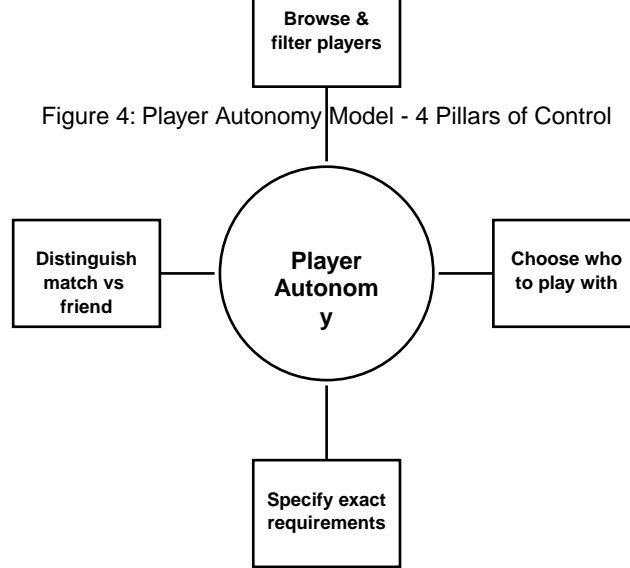 Browse &
filter players
Figure 4: Player Autonomy Model - 4 Pillars of Control
Distinguish
match vs
friend
Player
Autonom
y
Choose who
to play with
Specify exact
requirements